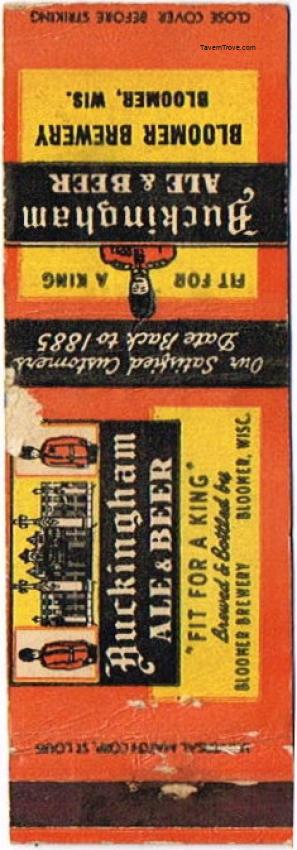 CLOSE COVER BEFORE STRIKING
TavernTrove.com
BLOOMER, WIS.
BLOOMER BREWERY
ALE & BEER
Buckingham
FIT FOR A KING
Our Satisfied Customers
Date Back to 1885
Buckingham
ALE & BEER
"FIT FOR A KING"
Brewed & Bottled by
BLOOMER BREWERY BLOOMER, WISC.
MATCH CORP., ST. LOUIS